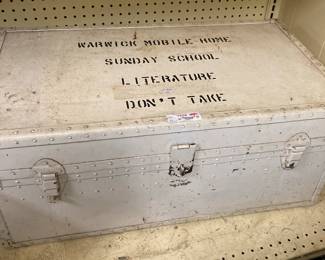 WARWICK MOBILE HOME
SUNDAY SCHOOL
LITERATURE
DON'T TAKE